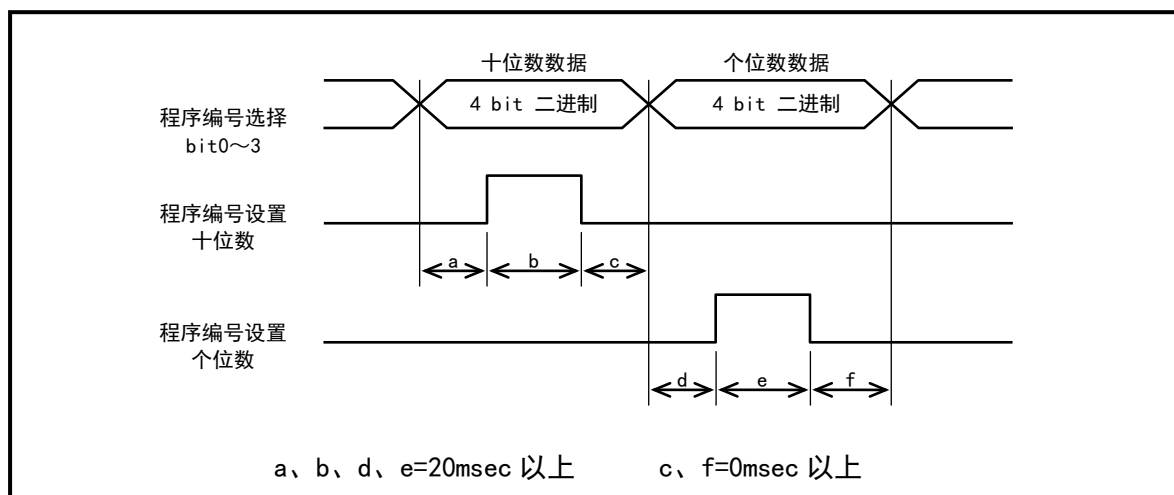 十位数数据
个位数数据
4 bit 二进制
4 bit 二进制
程序编号选择
bit0～3
程序编号设置
十位数
a
b
c
程序编号设置
个位数
d
e
f
a、b、d、e=20msec 以上
c、f=0msec 以上